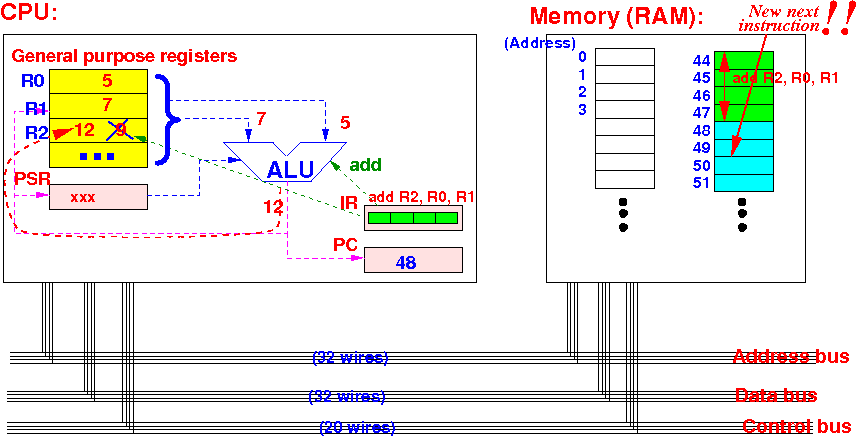 CPU:
General purpose registers
R0 5
R1 7
R2 12 9
PSR
xxx
7
5
ALU
add
12
IR
add R2, R0, R1
PC
48
Memory (RAM):
New next
instruction !!
(Address)
0
1
2
3
44
45
46
47
48
49
50
51
add R2, R0, R1
(32 wires)
Address bus
(32 wires)
Data bus
(20 wires)
Control bus